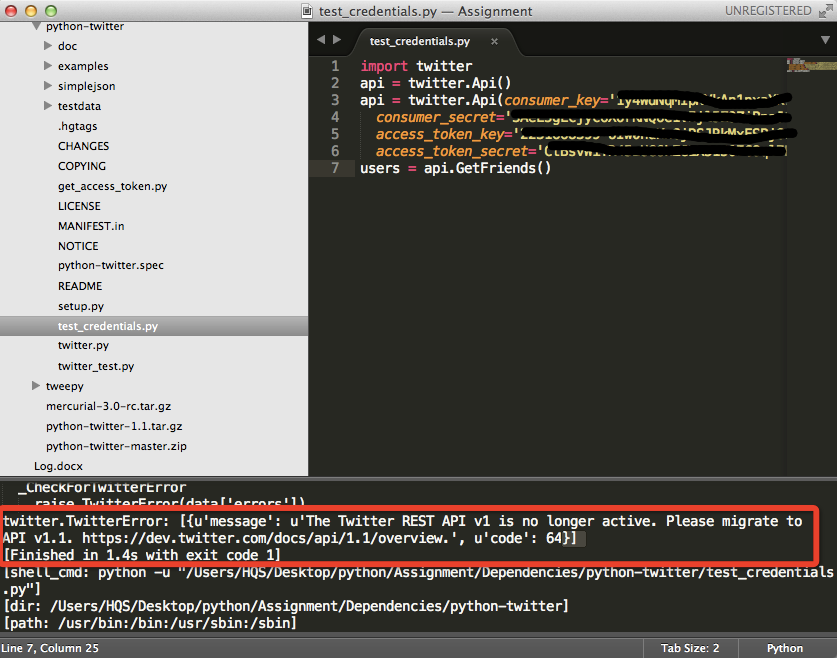 test_credentials.py — Assignment
UNREGISTERED
python-twitter
doc
examples
simplejson
testdata
.hgtags
CHANGES
COPYING
get_access_token.py
LICENSE
MANIFEST.in
NOTICE
python-twitter.spec
README
setup.py
test_credentials.py
twitter.py
twitter_test.py
tweepy
mercurial-3.0-rc.tar.gz
python-twitter-1.1.tar.gz
python-twitter-master.zip
Log.docx
test_credentials.py ×
1 import twitter
2 api = twitter.Api()
3 api = twitter.Api(consumer_key='
4 consumer_secret='
5 access_token_key='
6 access_token_secret='
7 users = api.GetFriends()
_CheckForTwitterError
raise TwitterError(data['errors'])
twitter.TwitterError: [{u'message': u'The Twitter REST API v1 is no longer active. Please migrate to
API v1.1. https://dev.twitter.com/docs/api/1.1/overview.', u'code': 64}]
[Finished in 1.4s with exit code 1]
[shell_cmd: python -u "/Users/HQS/Desktop/python/Assignment/Dependencies/python-twitter/test_credentials
.py"]
[dir: /Users/HQS/Desktop/python/Assignment/Dependencies/python-twitter]
[path: /usr/bin:/bin:/usr/sbin:/sbin]
Line 7, Column 25
Tab Size: 2
Python